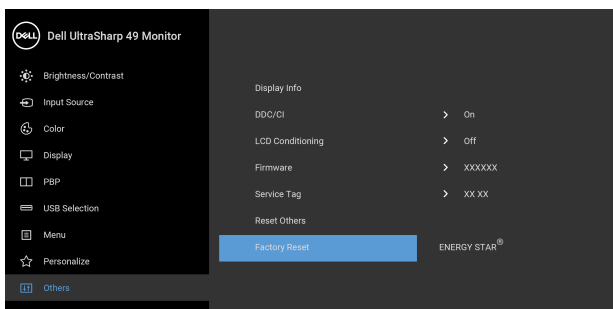 DELL Dell UltraSharp 49 Monitor
Brightness/Contrast
Input Source
Color
Display
PBP
USB Selection
Menu
Personalize
Others
Display Info
DDC/CI > On
LCD Conditioning > Off
Firmware > XXXXXX
Service Tag > XX XX
Reset Others
Factory Reset ENERGY STAR®